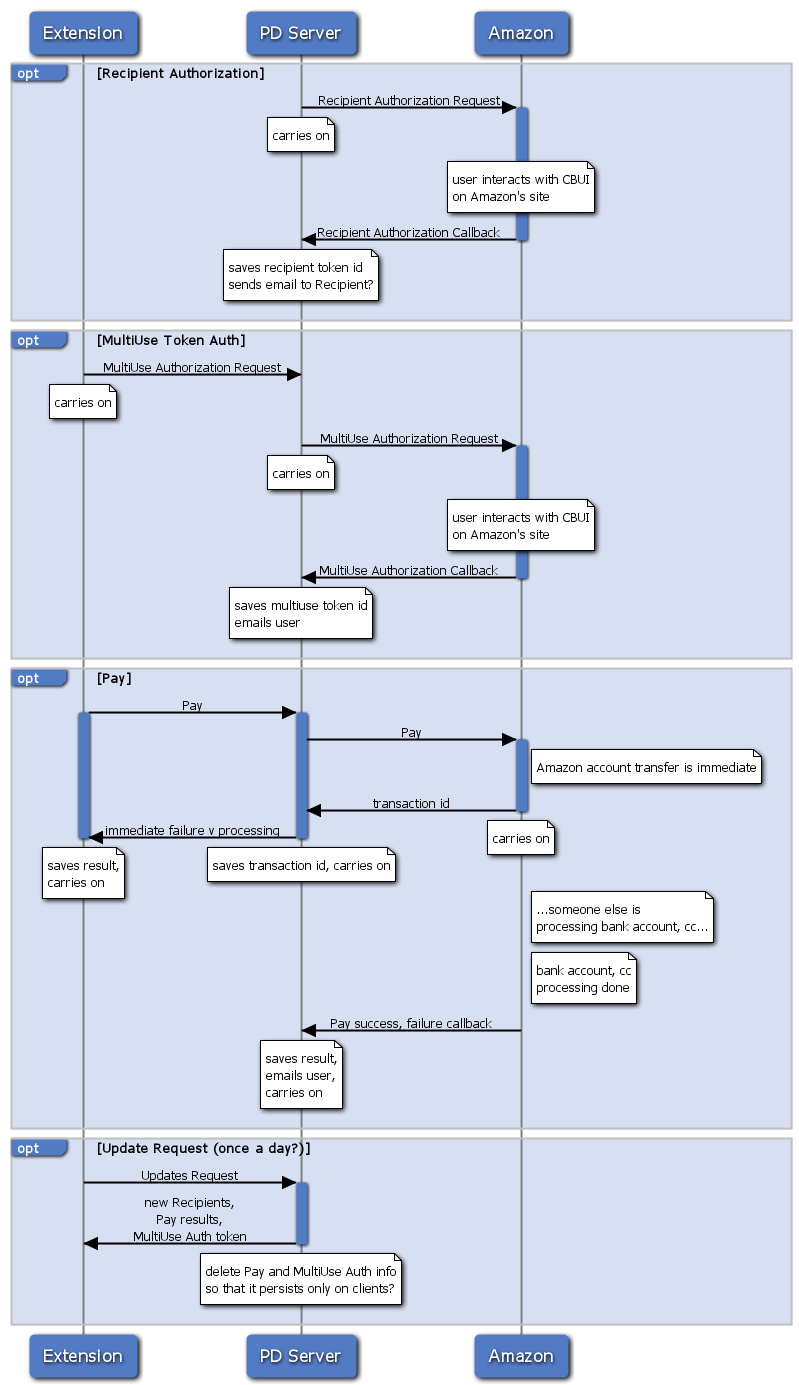 Extension
PD Server
Amazon
opt
[Recipient Authorization]
Recipient Authorization Request
carries on
user interacts with CBUI
on Amazon's site
Recipient Authorization Callback
saves recipient token id
sends email to Recipient?
opt
[MultiUse Token Auth]
MultiUse Authorization Request
carries on
MultiUse Authorization Request
carries on
user interacts with CBUI
on Amazon's site
MultiUse Authorization Callback
saves multiuse token id
emails user
opt
[Pay]
Pay
Pay
Amazon account transfer is immediate
transaction id
immediate failure v processing
carries on
saves result,
carries on
saves transaction id, carries on
...someone else is
processing bank account, cc...
bank account, cc
processing done
Pay success, failure callback
saves result,
emails user,
carries on
opt
[Update Request (once a day?)]
Updates Request
new Recipients,
Pay results,
MultiUse Auth token
delete Pay and MultiUse Auth info
so that it persists only on clients?
Extension
PD Server
Amazon